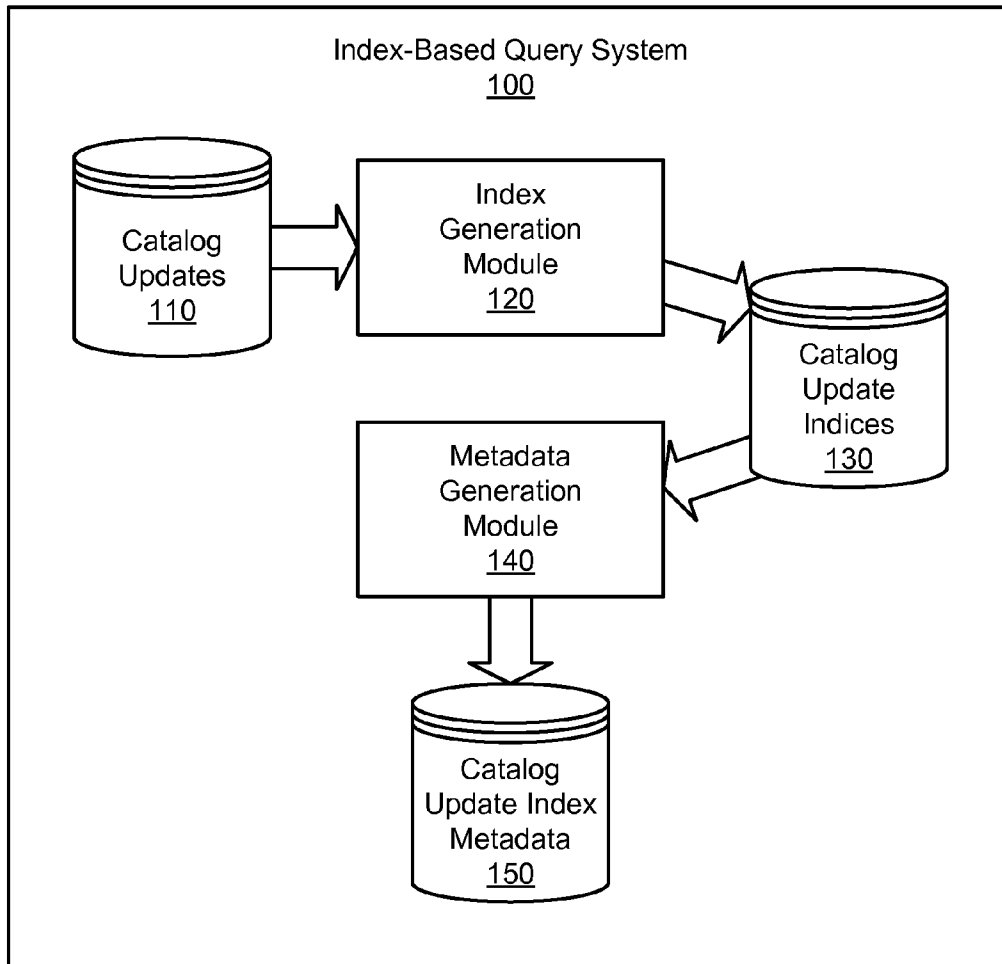 Index-Based Query System
100
Catalog
Updates
110
Index
Generation
Module
120
Catalog
Update
Indices
130
Metadata
Generation
Module
140
Catalog
Update Index
Metadata
150